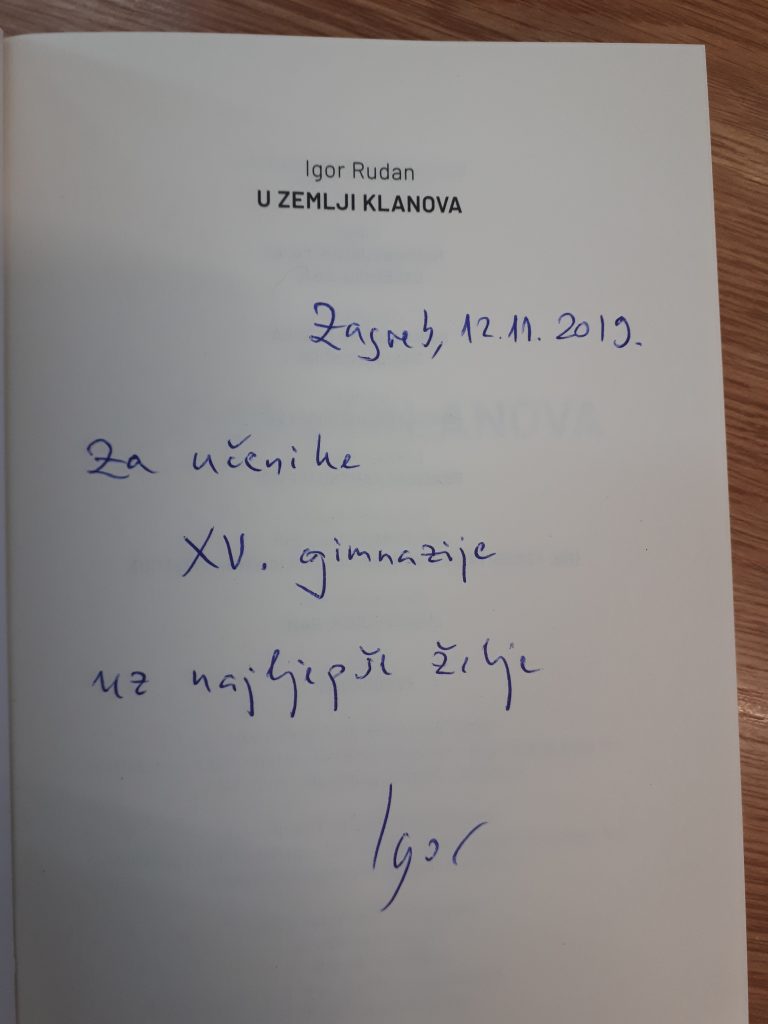 Igor Rudan
U ZEMLJI KLANOVA
Zagreb, 12.11.2019.
Za učenike
XV. gimnazije
uz najljepše želje
Igor